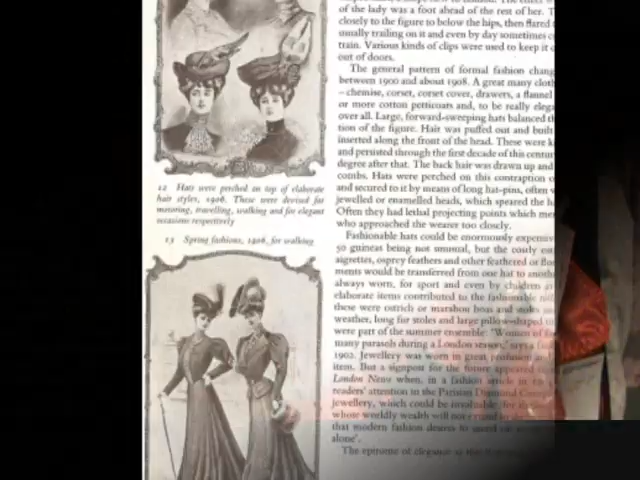 of the lady was a foot ahead of the rest of her.
closely to the figure to below the hips, then flared
usually trailing on it and even by day sometimes
train. Various kinds of clips were used to keep it
out of doors.
The general pattern of formal fashion
between 1900 and about 1908. A great many
– chemise, corset, corset cover, drawers, a flannel
or more cotton petticoats and, to be really
over all. Large, forward-sweeping hats balanced
tion of the figure. Hair was puffed out and built
inserted along the front of the head. These were
and persisted through the first decade of this
degree after that. The back hair was drawn up and
combs. Hats were perched on this contraption
and secured to it by means of long hat-pins, often
jewelled or enamelled heads, which speared the
Often they had lethal projecting points which
who approached the wearer too closely.
Fashionable hats could be enormously
50 guineas being not unusual, but the costly
aigrettes, osprey feathers and other feathered or
ments would be transferred from one hat to
always worn, for sport and even by children
elaborate items contributed to the fashionable
these were ostrich or marabou boas and stoles
weather, long fur stoles and large pillow-shaped
were part of the summer ensemble: 'Women of
many parasols during a London season,' says a
1902. Jewellery was worn in great profusion
item. But a signpost for the future appeared
London News when, in a fashion article in
readers' attention to the Parisian Diamond
jewellery, which could be invaluable
whose weekly wealth will not
that modern fashion desires to
alone'.
The epitome of elegance
12 Hats were perched on top of elaborate
hair styles, 1906. These were devised for
motoring, travelling, walking and for elegant
occasions respectively
13 Spring fashions, 1906, for walking